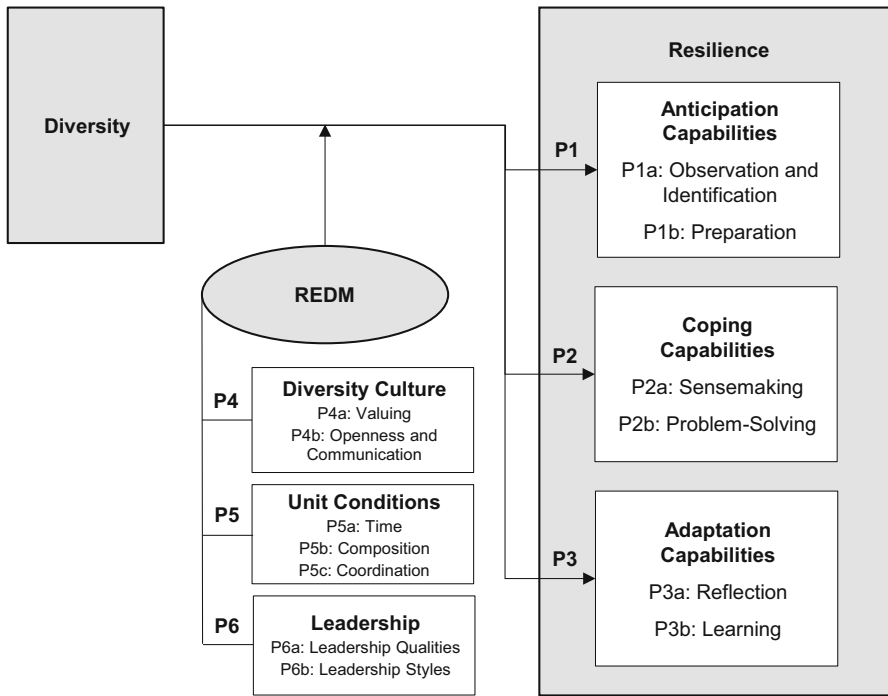 Diversity
REDM
P4
Diversity Culture
P4a: Valuing
P4b: Openness and
Communication
P5
Unit Conditions
P5a: Time
P5b: Composition
P5c: Coordination
P6
Leadership
P6a: Leadership Qualities
P6b: Leadership Styles
Resilience
P1
Anticipation
Capabilities
P1a: Observation and
Identification
P1b: Preparation
P2
Coping
Capabilities
P2a: Sensemaking
P2b: Problem-Solving
P3
Adaptation
Capabilities
P3a: Reflection
P3b: Learning